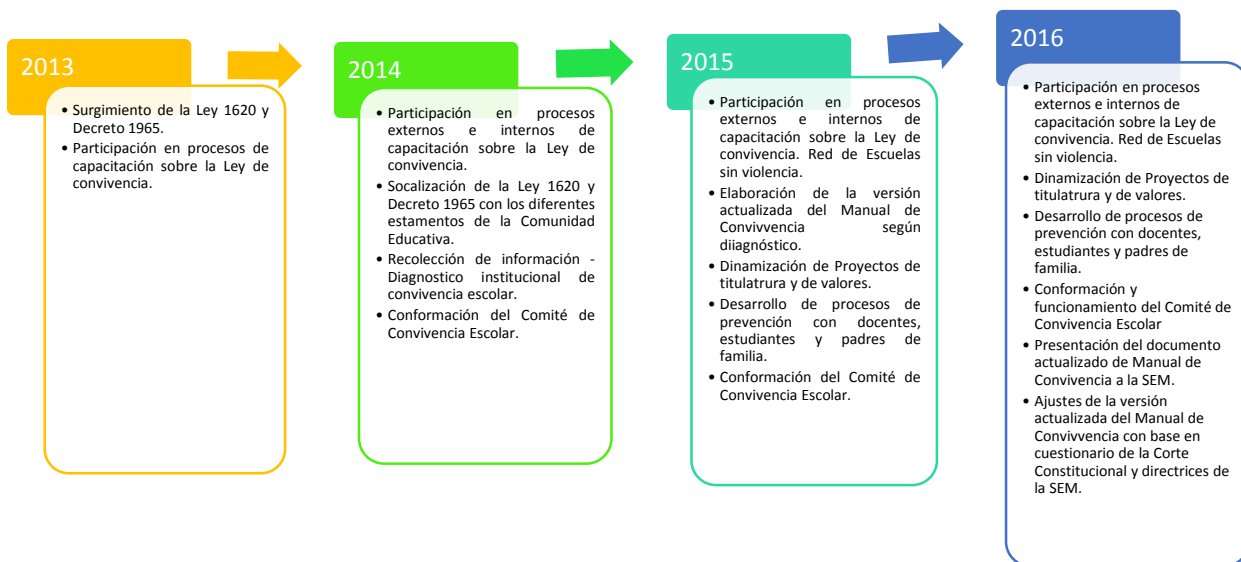 2013
• Surgimiento de la Ley 1620 y
Decreto 1965.
• Participación en procesos de
capacitación sobre la Ley de
convivencia.
2014
• Participación en procesos
externos e internos de
capacitación sobre la Ley de
convivencia.
• Socalización de la Ley 1620 y
Decreto 1965 con los diferentes
estamentos de la Comunidad
Educativa.
• Recolección de información -
Diagnostico institucional de
convivencia escolar.
• Conformación del Comité de
Convivencia Escolar.
2015
• Participación en procesos
externos e internos de
capacitación sobre la Ley de
convivencia. Red de Escuelas
sin violencia.
• Elaboración de la versión
actualizada del Manual de
Convivvencia según
diiagnóstico.
• Dinamización de Proyectos de
titulatrura y de valores.
• Desarrollo de procesos de
prevención con docentes,
estudiantes y padres de
familia.
• Conformación del Comité de
Convivencia Escolar.
2016
• Participación en procesos
externos e internos de
capacitación sobre la Ley de
convivencia. Red de Escuelas
sin violencia.
• Dinamización de Proyectos de
titulatrura y de valores.
• Desarrollo de procesos de
prevención con docentes,
estudiantes y padres de
familia.
• Conformación y
funcionamiento del Comité de
Convivencia Escolar
• Presentación del documento
actualizado de Manual de
Convivencia a la SEM.
• Ajustes de la versión
actualizada del Manual de
Convivvencia con base en
cuestionario de la Corte
Constitucional y directrices de
la SEM.